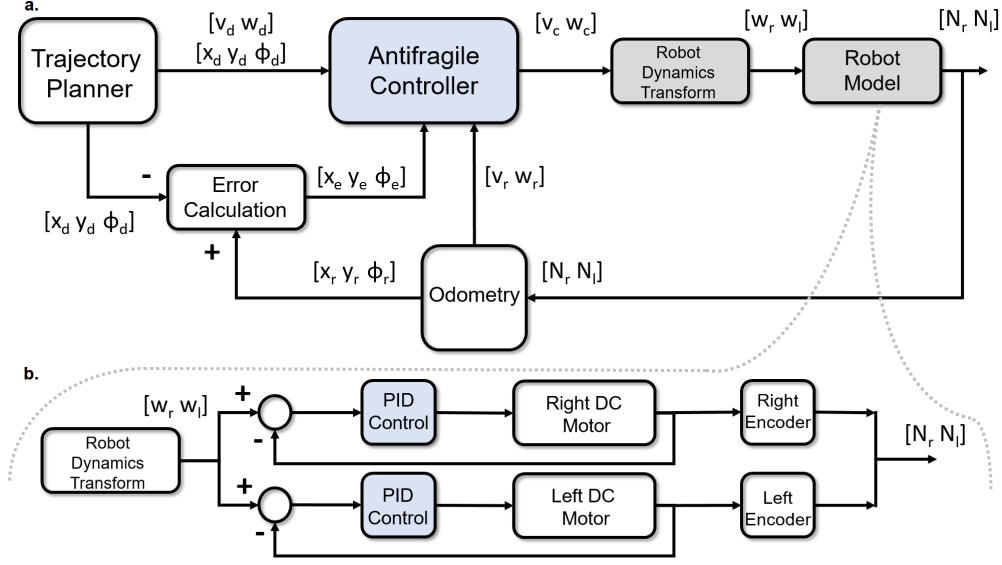 a.
[v_d w_d]
[x_d y_d ϕ_d]
Trajectory
Planner
Antifragile
Controller
[v_c w_c]
Robot
Dynamics
Transform
[w_r w_l]
Robot
Model
[N_r N_l]
-
Error
Calculation
[x_e y_e ϕ_e]
[v_r w_r]
[x_d y_d ϕ_d]
+
[x_r y_r ϕ_r]
Odometry
[N_r N_l]
b.
[w_r w_l]
Robot
Dynamics
Transform
+
-
PID
Control
Right DC
Motor
Right
Encoder
[N_r N_l]
+
-
PID
Control
Left DC
Motor
Left
Encoder